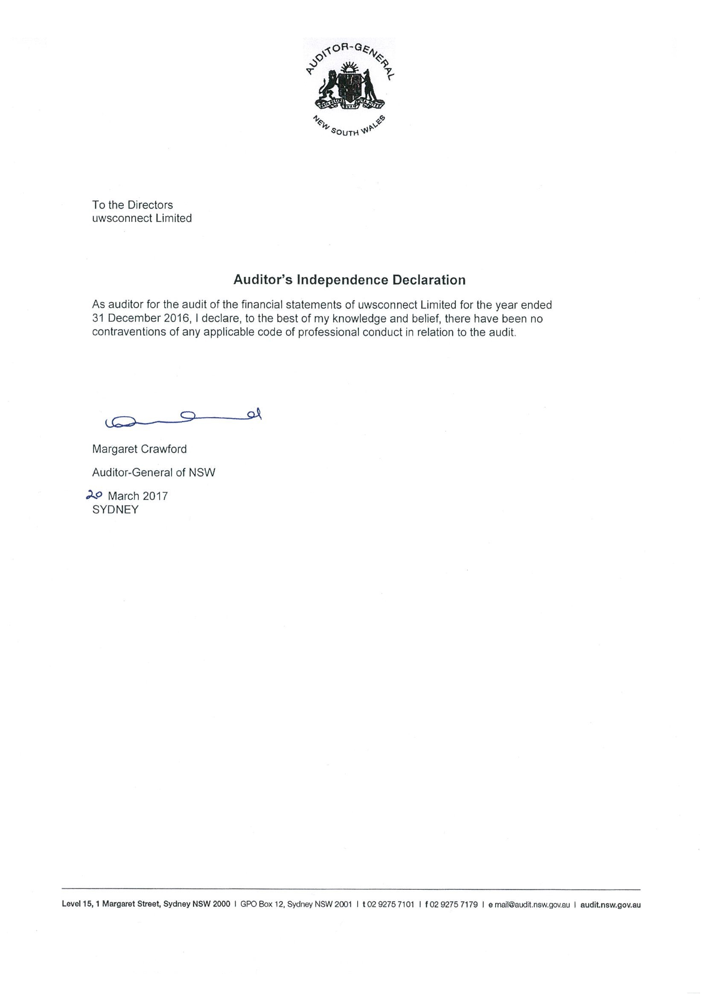 AUDITOR-GENERAL
NEW SOUTH WALES
To the Directors
uwsconnect Limited
Auditor's Independence Declaration
As auditor for the audit of the financial statements of uwsconnect Limited for the year ended
31 December 2016, I declare, to the best of my knowledge and belief, there have been no
contraventions of any applicable code of professional conduct in relation to the audit.
Margaret Crawford
Auditor-General of NSW
20 March 2017
SYDNEY
Level 15, 1 Margaret Street, Sydney NSW 2000 | GPO Box 12, Sydney NSW 2001 | t 02 9275 7101 | f 02 9275 7179 | e mail@audit.nsw.gov.au | audit.nsw.gov.au